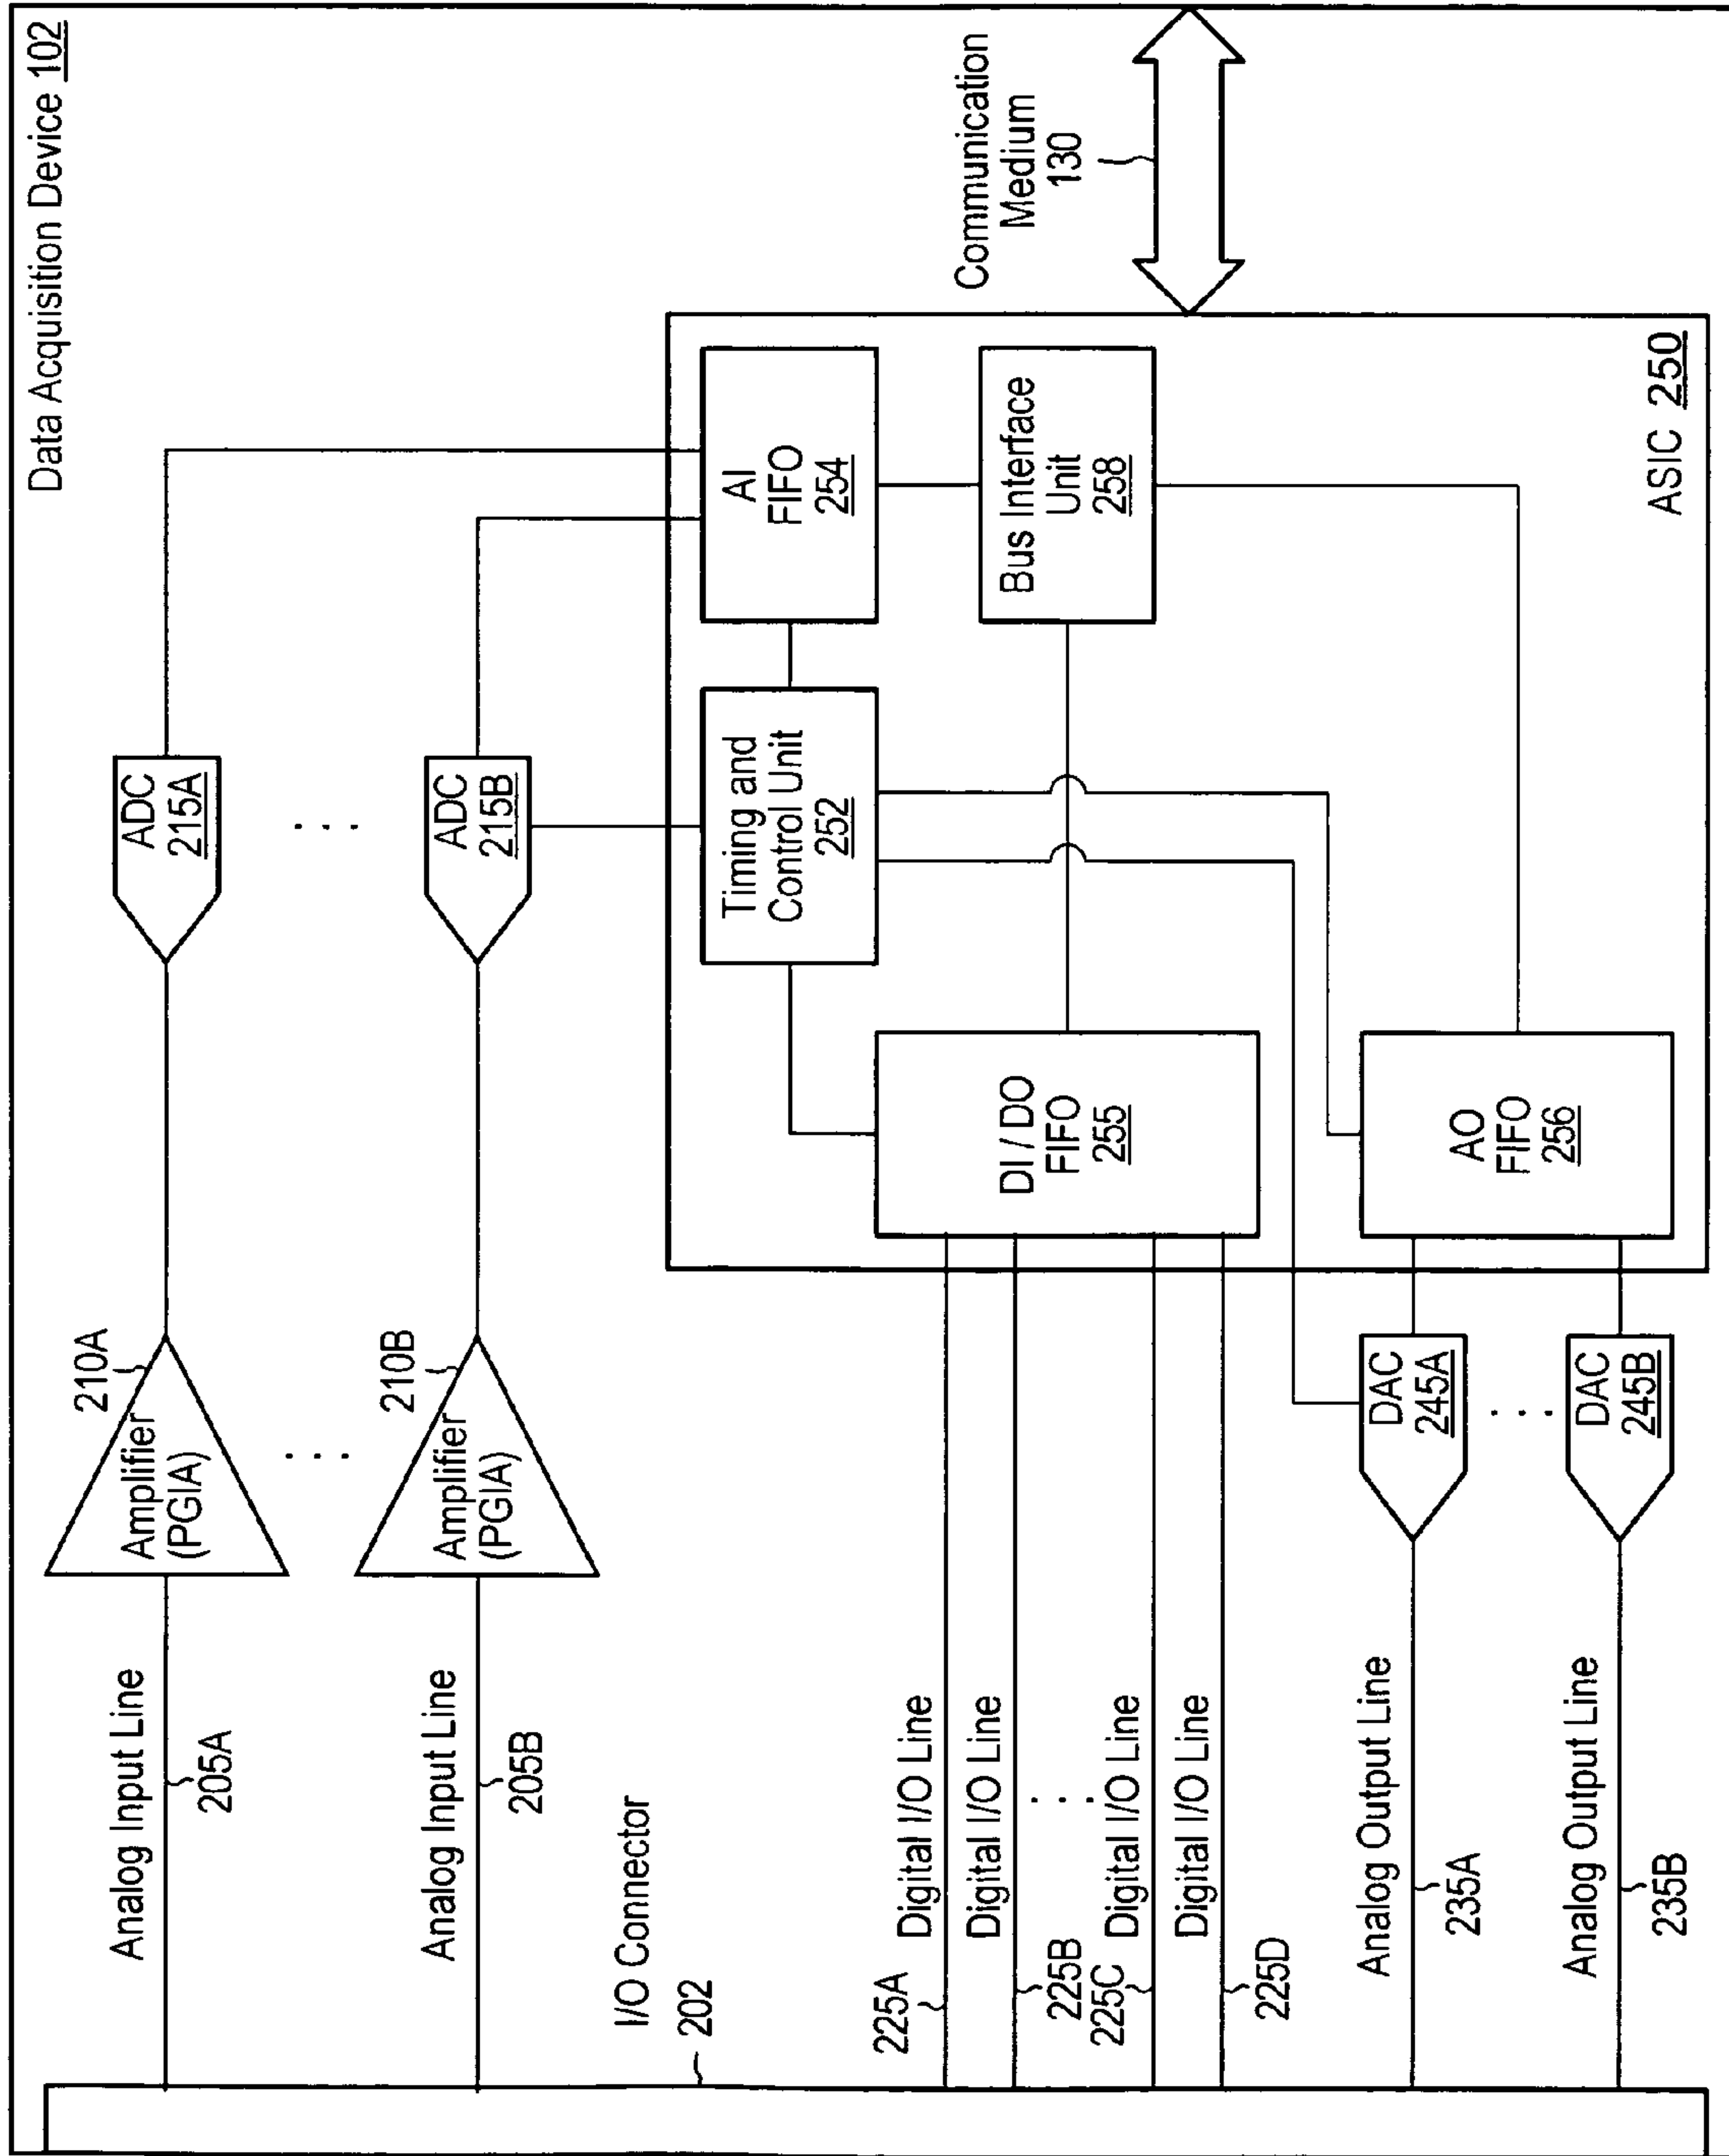 Data Acquisition Device 102
Analog Input Line
205A
Amplifier
(PGIA)
210A
ADC
215A
. . .
. . .
Analog Input Line
205B
Amplifier
(PGIA)
210B
ADC
215B
I/O Connector
202
Timing and
Control Unit
252
AI
FIFO
254
Communication
Medium
130
225A
Digital I/O Line
Digital I/O Line
225B
. . .
225C
Digital I/O Line
Digital I/O Line
225D
DI / DO
FIFO
255
Bus Interface
Unit
258
Analog Output Line
235A
DAC
245A
. . .
AO
FIFO
256
Analog Output Line
235B
DAC
245B
ASIC 250